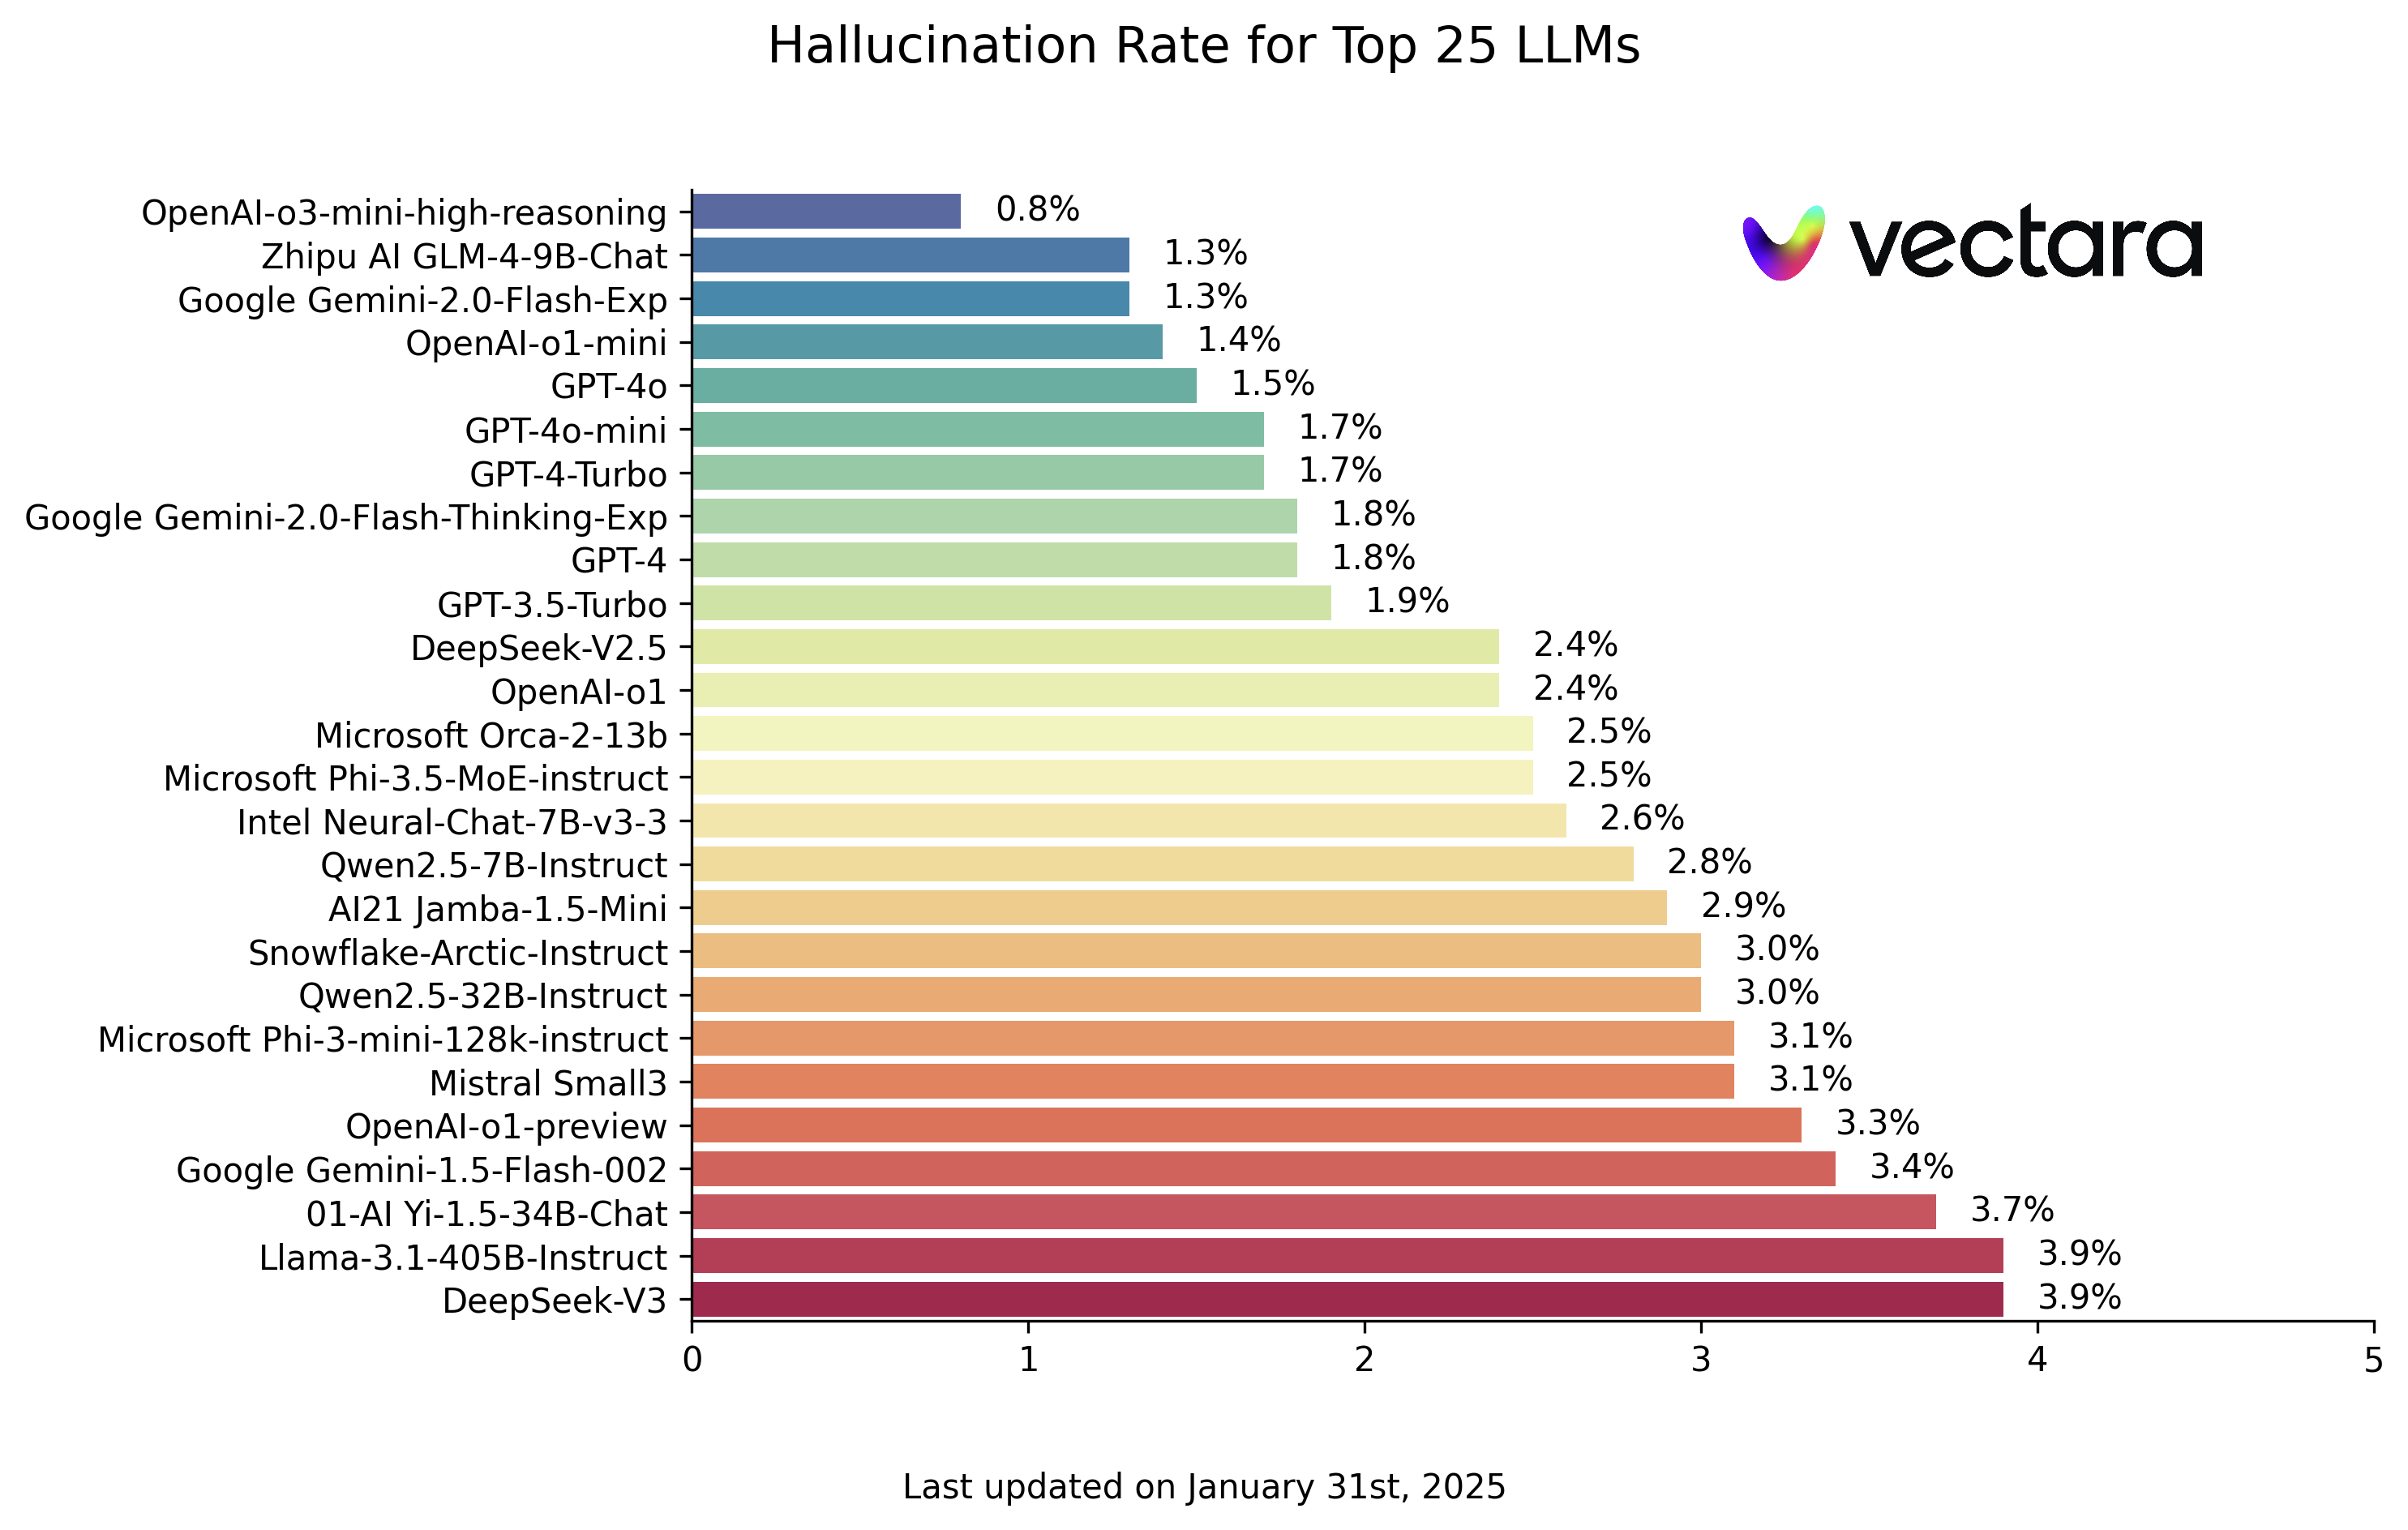 Hallucination Rate for Top 25 LLMs
vectara
OpenAI-o3-mini-high-reasoning 0.8%
Zhipu AI GLM-4-9B-Chat 1.3%
Google Gemini-2.0-Flash-Exp 1.3%
OpenAI-o1-mini 1.4%
GPT-4o 1.5%
GPT-4o-mini 1.7%
GPT-4-Turbo 1.7%
Google Gemini-2.0-Flash-Thinking-Exp 1.8%
GPT-4 1.8%
GPT-3.5-Turbo 1.9%
DeepSeek-V2.5 2.4%
OpenAI-o1 2.4%
Microsoft Orca-2-13b 2.5%
Microsoft Phi-3.5-MoE-instruct 2.5%
Intel Neural-Chat-7B-v3-3 2.6%
Qwen2.5-7B-Instruct 2.8%
AI21 Jamba-1.5-Mini 2.9%
Snowflake-Arctic-Instruct 3.0%
Qwen2.5-32B-Instruct 3.0%
Microsoft Phi-3-mini-128k-instruct 3.1%
Mistral Small3 3.1%
OpenAI-o1-preview 3.3%
Google Gemini-1.5-Flash-002 3.4%
01-AI Yi-1.5-34B-Chat 3.7%
Llama-3.1-405B-Instruct 3.9%
DeepSeek-V3 3.9%
0 1 2 3 4 5
Last updated on January 31st, 2025